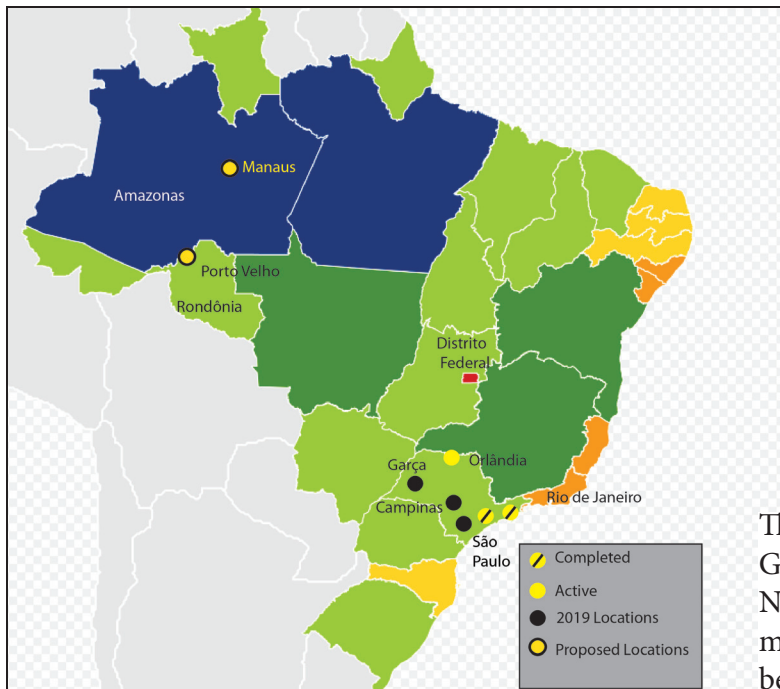 Manaus
Amazonas
Porto Velho
Rondônia
Distrito
Federal
Orlândia
Garça
Campinas
Rio de Janeiro
São
Paulo
Completed
Active
2019 Locations
Proposed Locations
G
N
m
be